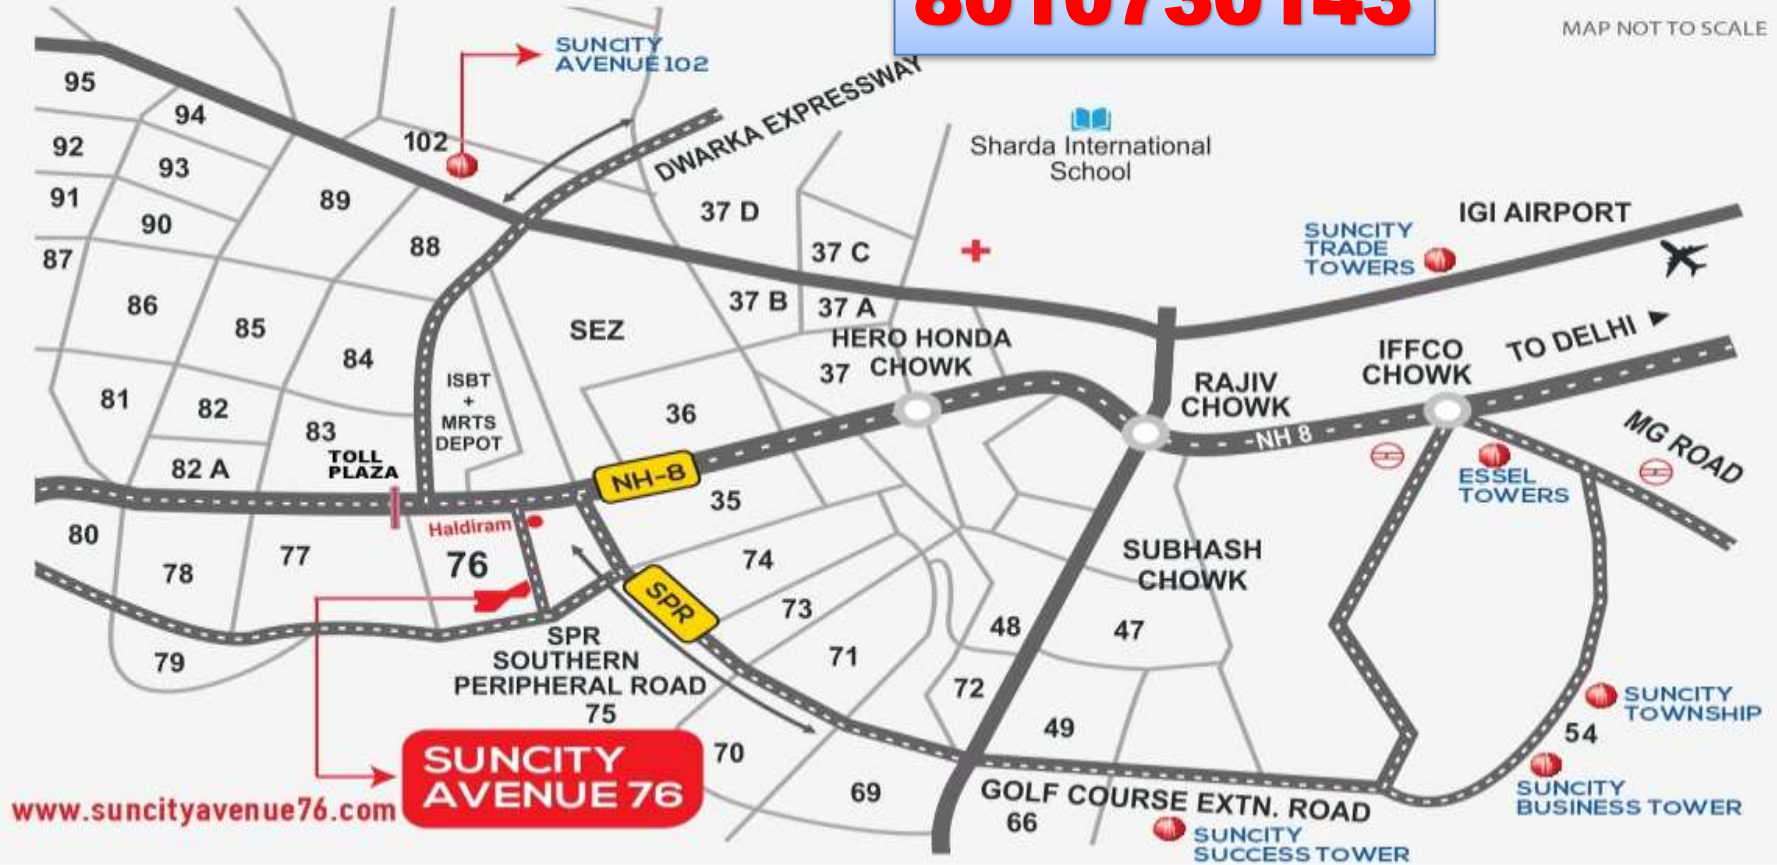 8010730143
MAP NOT TO SCALE
SUNCITY
AVENUE 102
DWARKA EXPRESSWAY
95
94
92
93
102
91
90
89
88
87
86
85
84
Sharda International
School
37 D
37 C
37 B
37 A
SEZ
SUNCITY
TRADE
TOWERS
IGI AIRPORT
HERO HONDA
CHOWK
37
IFFCO
CHOWK
TO DELHI
RAJIV
CHOWK
NH 8
MG ROAD
ESSEL
TOWERS
81
82
83
82 A
TOLL
PLAZA
ISBT
+
MRTS
DEPOT
36
NH-8
35
Haldiram
80
78
77
76
74
73
71
SPR
SUBHASH
CHOWK
48
47
79
SPR
SOUTHERN
PERIPHERAL ROAD
75
72
49
70
69
SUNCITY
TOWNSHIP
54
SUNCITY
BUSINESS TOWER
SUNCITY
AVENUE 76
www.suncityavenue76.com
GOLF COURSE EXTN. ROAD
66
SUNCITY
SUCCESS TOWER